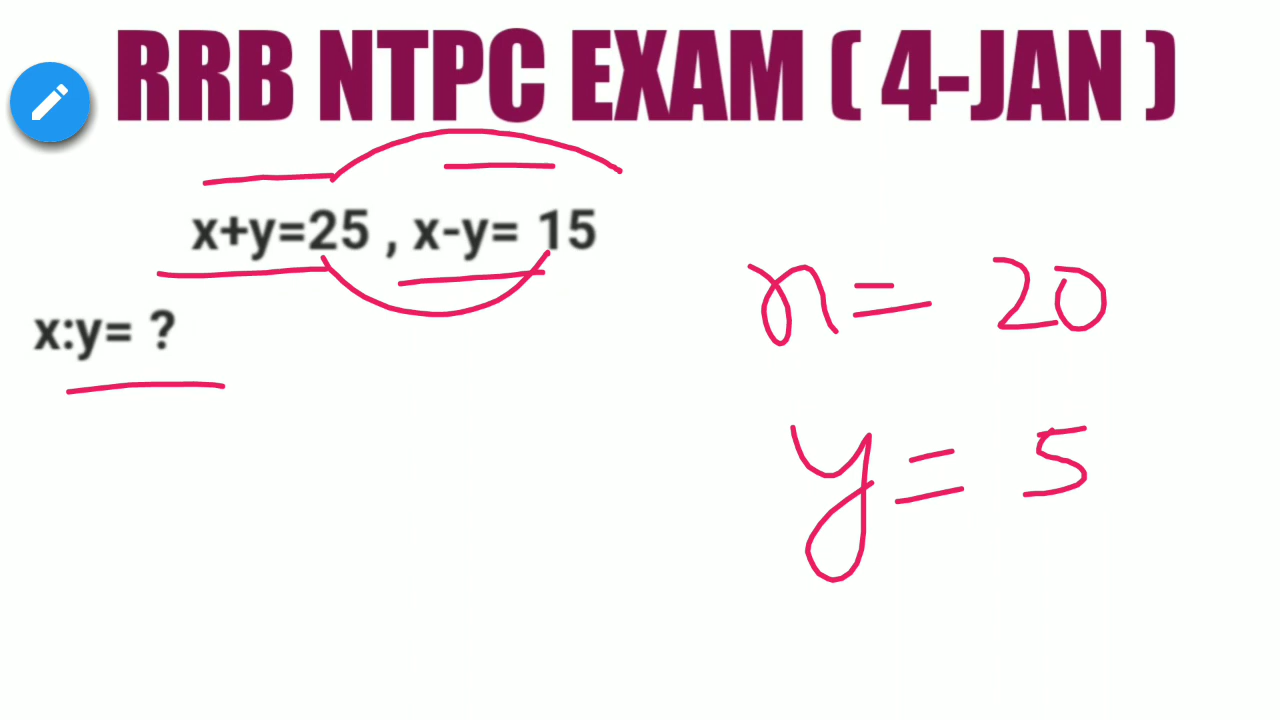 RRB NTPC EXAM ( 4-JAN )
x+y=25 , x-y= 15
x:y= ?
x = 20
y = 5